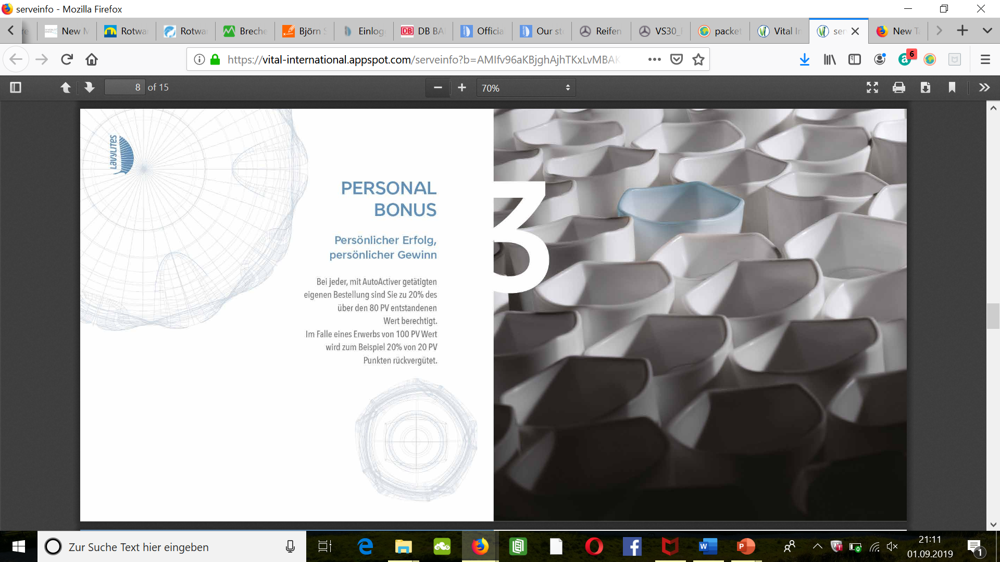 serveinfo - Mozilla Firefox
New M
Rotwa
Rotwa
Breche
Björn S
Einlog
DB DB BA
Officia
Our st
Reifen
VS30_
packet
Vital In
ser
New Ta
https://vital-international.appspot.com/serveinfo?b=AMIfv96aKBjghAjhTKxLvMBAK
6
8 of 15
70%
LAVYLITES
PERSONAL
BONUS
3
Persönlicher Erfolg,
persönlicher Gewinn
Bei jeder, mit AutoActiver getätigten
eigenen Bestellung sind Sie zu 20% des
über den 80 PV entstandenen
Wert berechtigt.
Im Falle eines Erwerbs von 100 PV Wert
wird zum Beispiel 20% von 20 PV
Punkten rückvergütet.
Zur Suche Text hier eingeben
21:11
01.09.2019
1